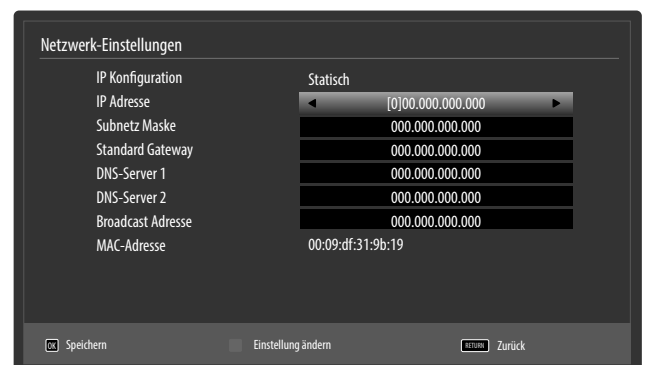 Netzwerk-Einstellungen
IP Konfiguration Statisch
IP Adresse [0]00.000.000.000
Subnetz Maske 000.000.000.000
Standard Gateway 000.000.000.000
DNS-Server 1 000.000.000.000
DNS-Server 2 000.000.000.000
Broadcast Adresse 000.000.000.000
MAC-Adresse 00:09:df:31:9b:19
OK Speichern Einstellung ändern RETURN Zurück